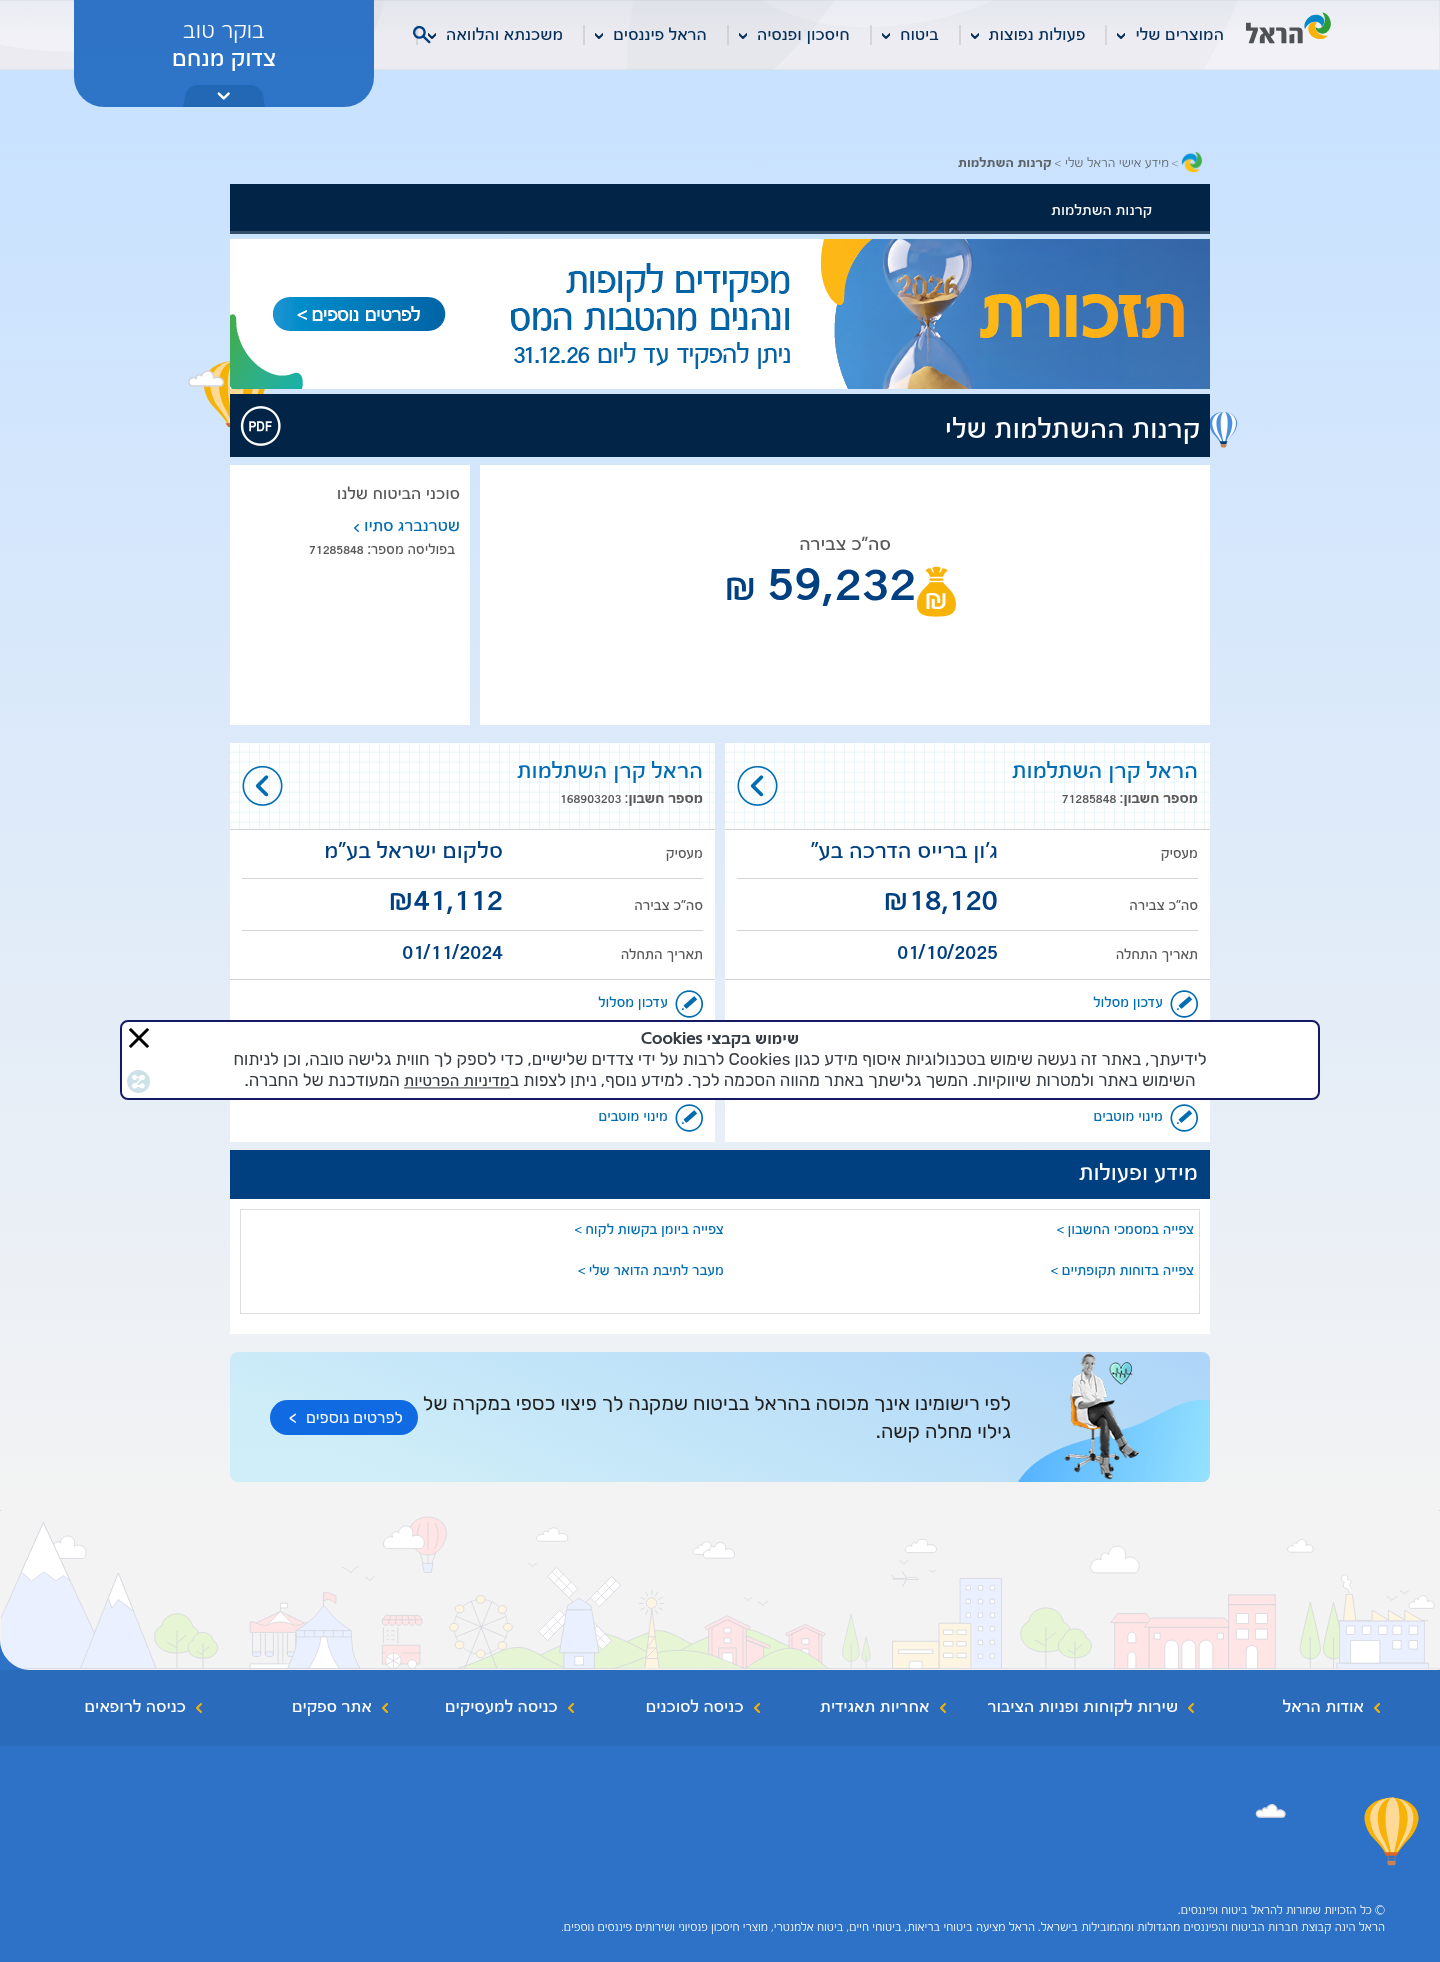 הראל
המוצרים שלי
פעולות נפוצות
ביטוח
חיסכון ופנסיה
הראל פיננסים
משכנתא והלוואה
בוקר טוב
צדוק מנחם
> מידע אישי הראל שלי > קרנות השתלמות
קרנות השתלמות
תזכורת
2026
מפקידים לקופות
ונהנים מהטבות המס
ניתן להפקיד עד ליום 31.12.26
לפרטים נוספים >
קרנות ההשתלמות שלי
PDF
סה"כ צבירה
59,232 ₪
סוכני הביטוח שלנו
שטרנברג סתיו >
בפוליסה מספר: 71285848
הראל קרן השתלמות
מספר חשבון: 71285848
מעסיק
ג'ון ברייס הדרכה בע"
סה"כ צבירה
18,120₪
תאריך התחלה
01/10/2025
עדכון מסלול
מינוי מוטבים
הראל קרן השתלמות
מספר חשבון: 168903203
מעסיק
סלקום ישראל בע"מ
סה"כ צבירה
41,112₪
תאריך התחלה
01/11/2024
עדכון מסלול
מינוי מוטבים
שימוש בקבצי Cookies
לידיעתך, באתר זה נעשה שימוש בטכנולוגיות איסוף מידע כגון Cookies לרבות על ידי צדדים שלישיים, כדי לספק לך חווית גלישה טובה, וכן לניתוח
השימוש באתר ולמטרות שיווקיות. המשך גלישתך באתר מהווה הסכמה לכך. למידע נוסף, ניתן לצפות במדיניות הפרטיות המעודכנת של החברה.
מידע ופעולות
צפייה במסמכי החשבון >
צפייה ביומן בקשות לקוח >
צפייה בדוחות תקופתיים >
מעבר לתיבת הדואר שלי >
לפי רישומינו אינך מכוסה בהראל בביטוח שמקנה לך פיצוי כספי במקרה של
גילוי מחלה קשה.
לפרטים נוספים >
אודות הראל
שירות לקוחות ופניות הציבור
אחריות תאגידית
כניסה לסוכנים
כניסה למעסיקים
אתר ספקים
כניסה לרופאים
© כל הזכויות שמורות להראל ביטוח ופיננסים.
הראל הינה קבוצת חברות הביטוח והפיננסים מהגדולות ומהמובילות בישראל. הראל מציעה ביטוחי בריאות, ביטוחי חיים, ביטוח אלמנטרי, מוצרי חיסכון פנסיוני ושירותים פיננסים נוספים.